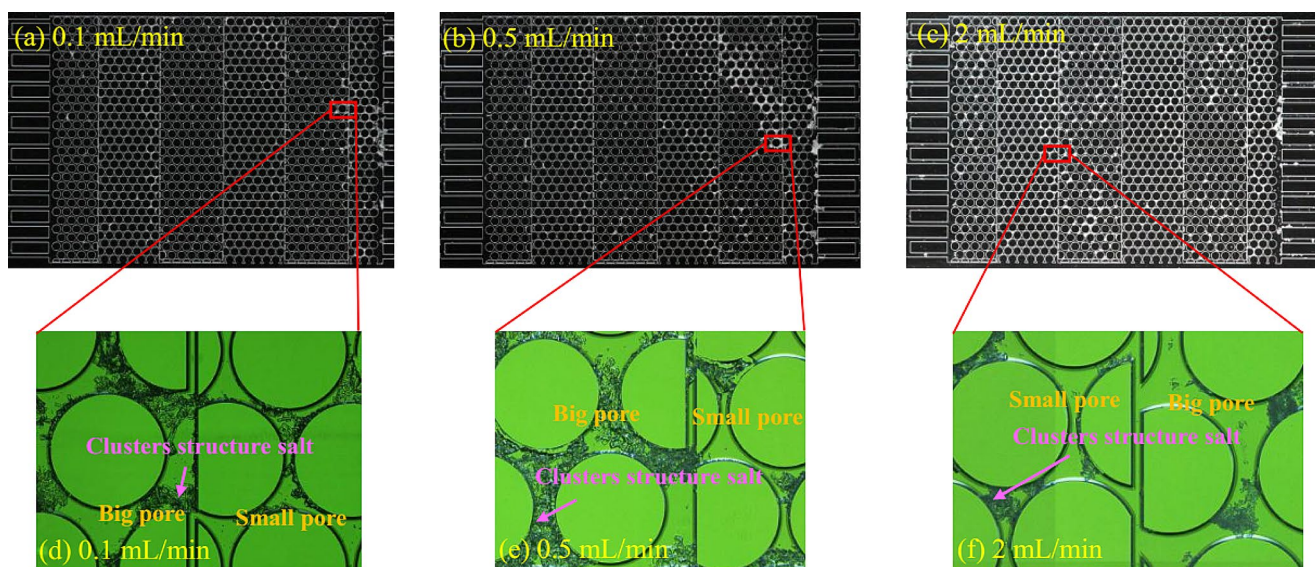 (a) 0.1 mL/min
(b) 0.5 mL/min
(c) 2 mL/min
Clusters structure salt
Big pore
Small pore
(d) 0.1 mL/min
Big pore
Small pore
Clusters structure salt
(e) 0.5 mL/min
Small pore
Big pore
Clusters structure salt
(f) 2 mL/min